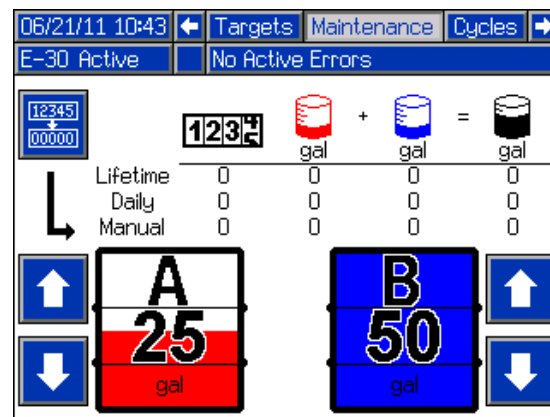 06/21/11 10:43 Targets Maintenance Cycles
E-30 Active No Active Errors
12345
00000
12345
+ =
gal gal gal
Lifetime 0 0 0 0
Daily 0 0 0 0
Manual 0 0 0 0
A B
25 50
gal gal